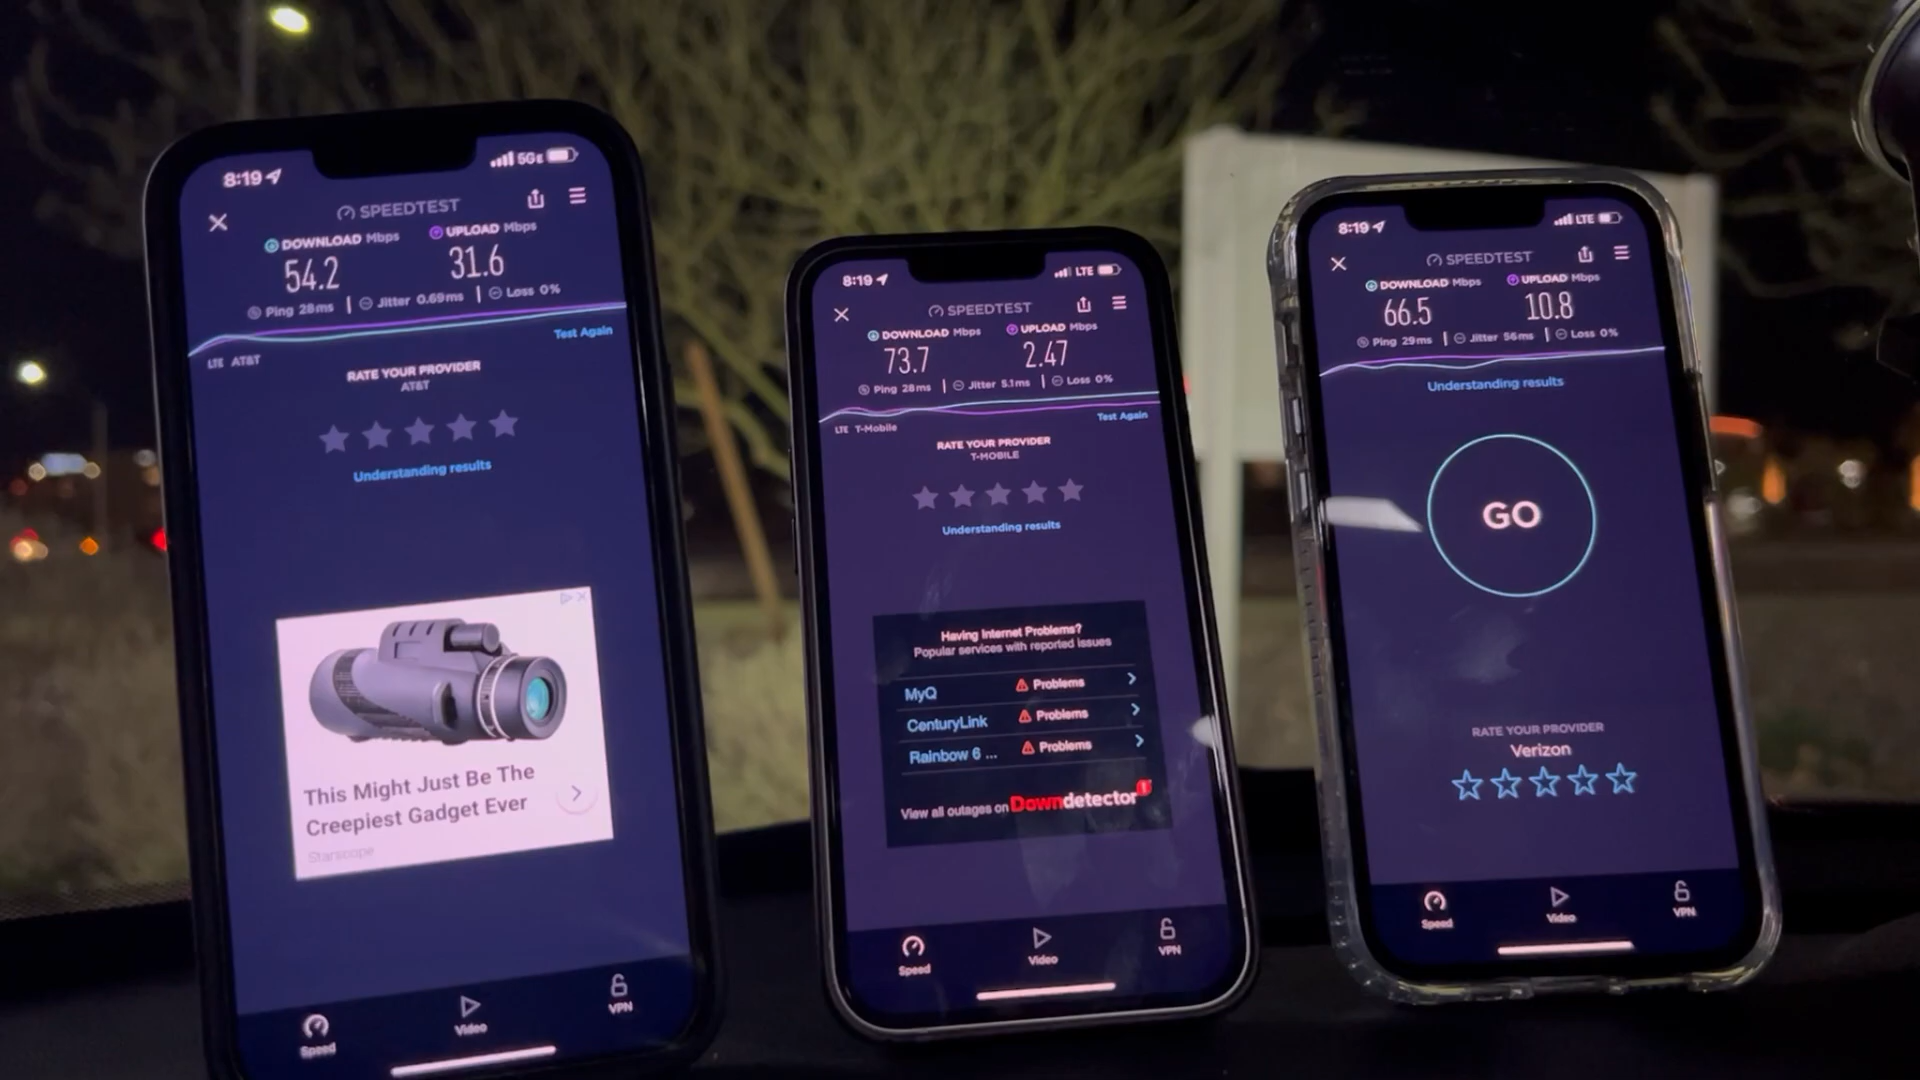 8:19
5GE
SPEEDTEST
DOWNLOAD Mbps
UPLOAD Mbps
54.2
31.6
Ping 28ms
Jitter 0.69ms
Loss 0%
Test Again
LTE AT&T
RATE YOUR PROVIDER
AT&T
Understanding results
This Might Just Be The
Creepiest Gadget Ever
Starscope
Speed
Video
VPN
8:19
LTE
SPEEDTEST
DOWNLOAD Mbps
UPLOAD Mbps
73.7
2.47
Ping 28ms
Jitter 5.1ms
Loss 0%
Test Again
LTE T-Mobile
RATE YOUR PROVIDER
T-MOBILE
Understanding results
Having Internet Problems?
Popular services with reported issues
MyQ Problems
CenturyLink Problems
Rainbow 6 ... Problems
View all outages on Downdetector
Speed
Video
VPN
8:19
LTE
SPEEDTEST
DOWNLOAD Mbps
UPLOAD Mbps
66.5
10.8
Ping 29ms
Jitter 56ms
Loss 0%
Understanding results
GO
RATE YOUR PROVIDER
Verizon
Speed
Video
VPN